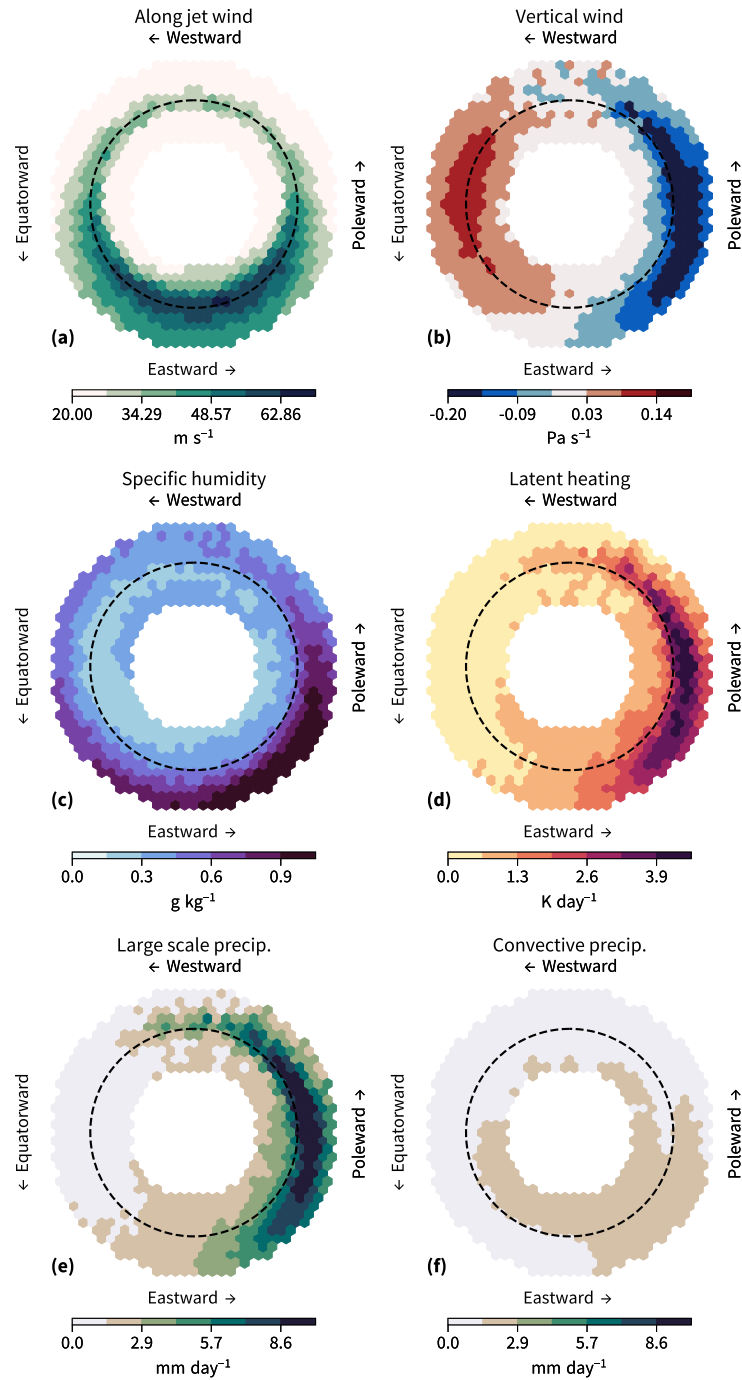 Along jet wind
← Westward
← Equatorward
Poleward →
(a)
Eastward →
20.00 34.29 48.57 62.86
m s⁻¹
Vertical wind
← Westward
← Equatorward
Poleward →
(b)
Eastward →
-0.20 -0.09 0.03 0.14
Pa s⁻¹
Specific humidity
← Westward
← Equatorward
Poleward →
(c)
Eastward →
0.0 0.3 0.6 0.9
g kg⁻¹
Latent heating
← Westward
← Equatorward
Poleward →
(d)
Eastward →
0.0 1.3 2.6 3.9
K day⁻¹
Large scale precip.
← Westward
← Equatorward
Poleward →
(e)
Eastward →
0.0 2.9 5.7 8.6
mm day⁻¹
Convective precip.
← Westward
← Equatorward
Poleward →
(f)
Eastward →
0.0 2.9 5.7 8.6
mm day⁻¹